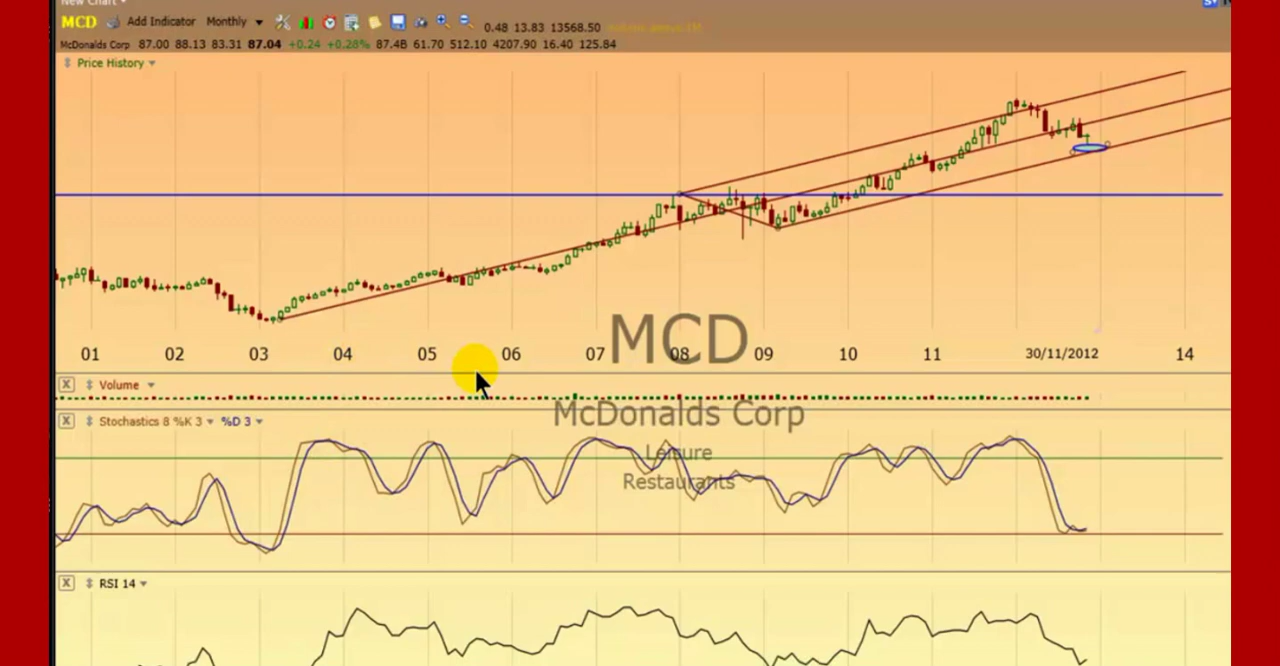 New Chart
MCD Add Indicator Monthly 0.48 13.83 13568.50
McDonalds Corp 87.00 88.13 83.31 87.04 +0.24 +0.28% 87.4B 61.70 512.10 4207.90 16.40 125.84
Price History
MCD
01 02 03 04 05 06 07 08 09 10 11 30/11/2012 14
X Volume
McDonalds Corp
X Stochastics 8 %K 3 %D 3
Leisure
Restaurants
X RSI 14